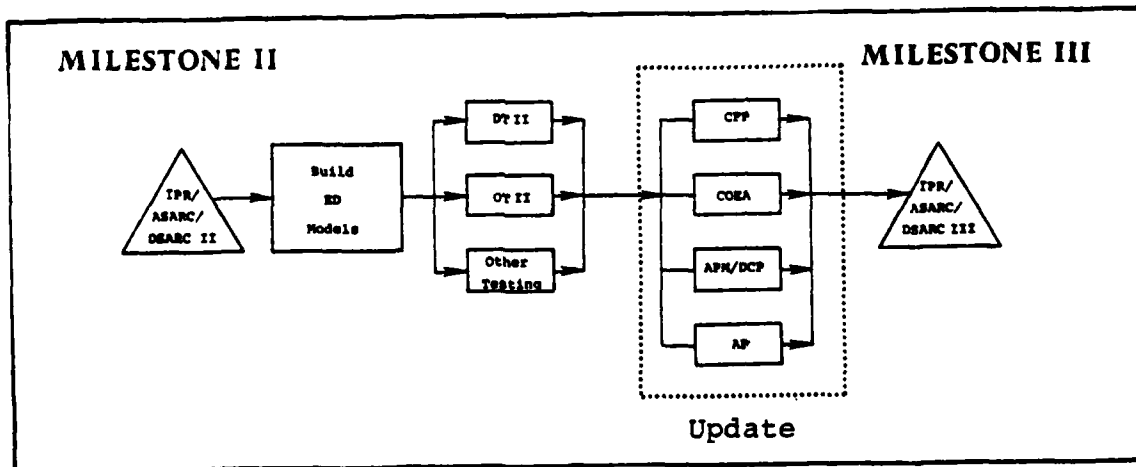 MILESTONE II
MILESTONE III
IPR/
ASARC/
DSARC II
Build
ED
Models
DT II
OT II
Other
Testing
CFP
COEA
APM/DCP
AP
IPR/
ASARC/
DSARC III
Update